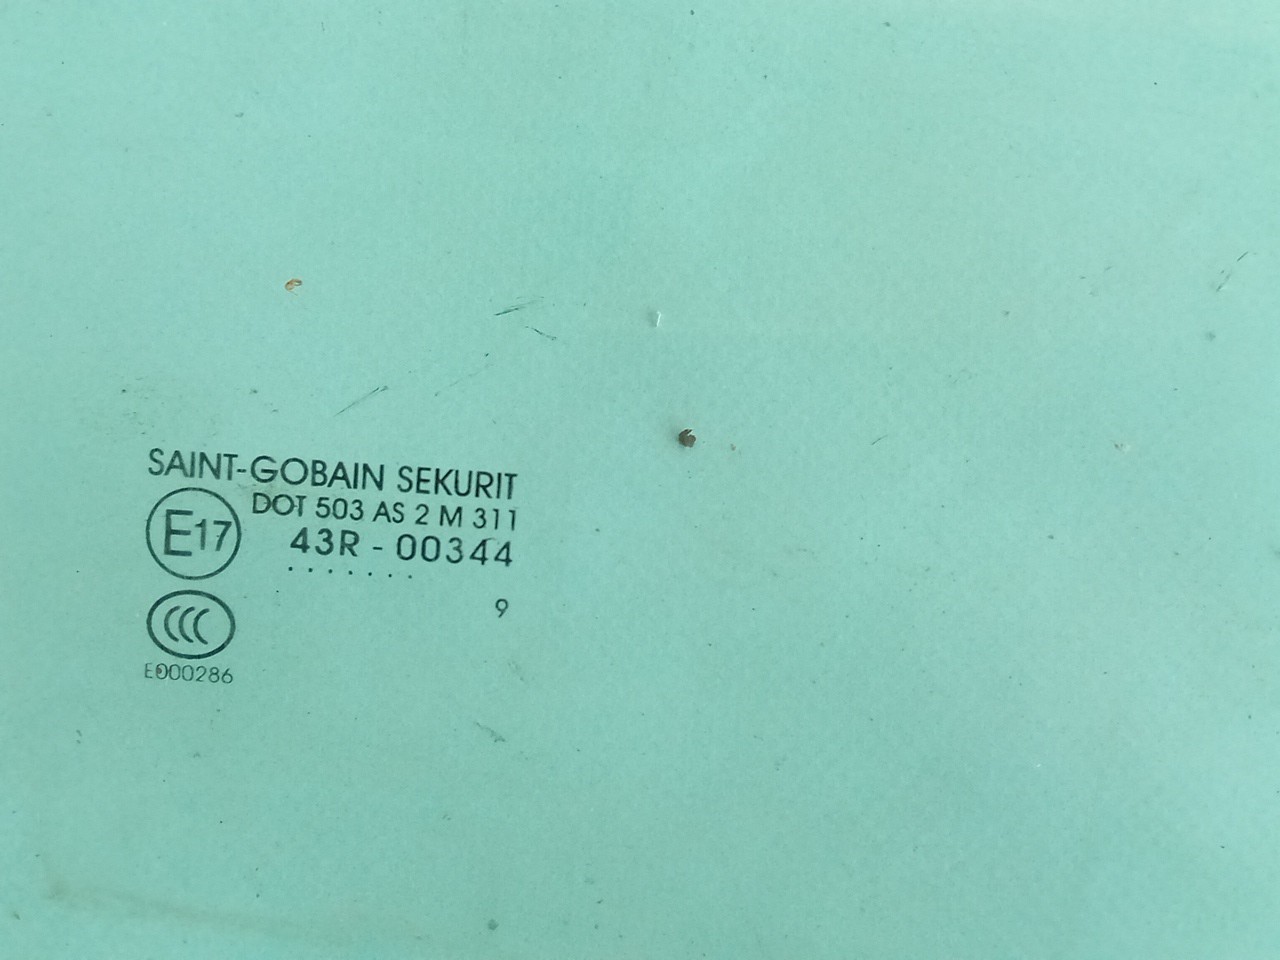 SAINT-GOBAIN SEKURIT
DOT 503 AS 2 M 311
E17
43R - 00344
.......
9
CCC
E000286